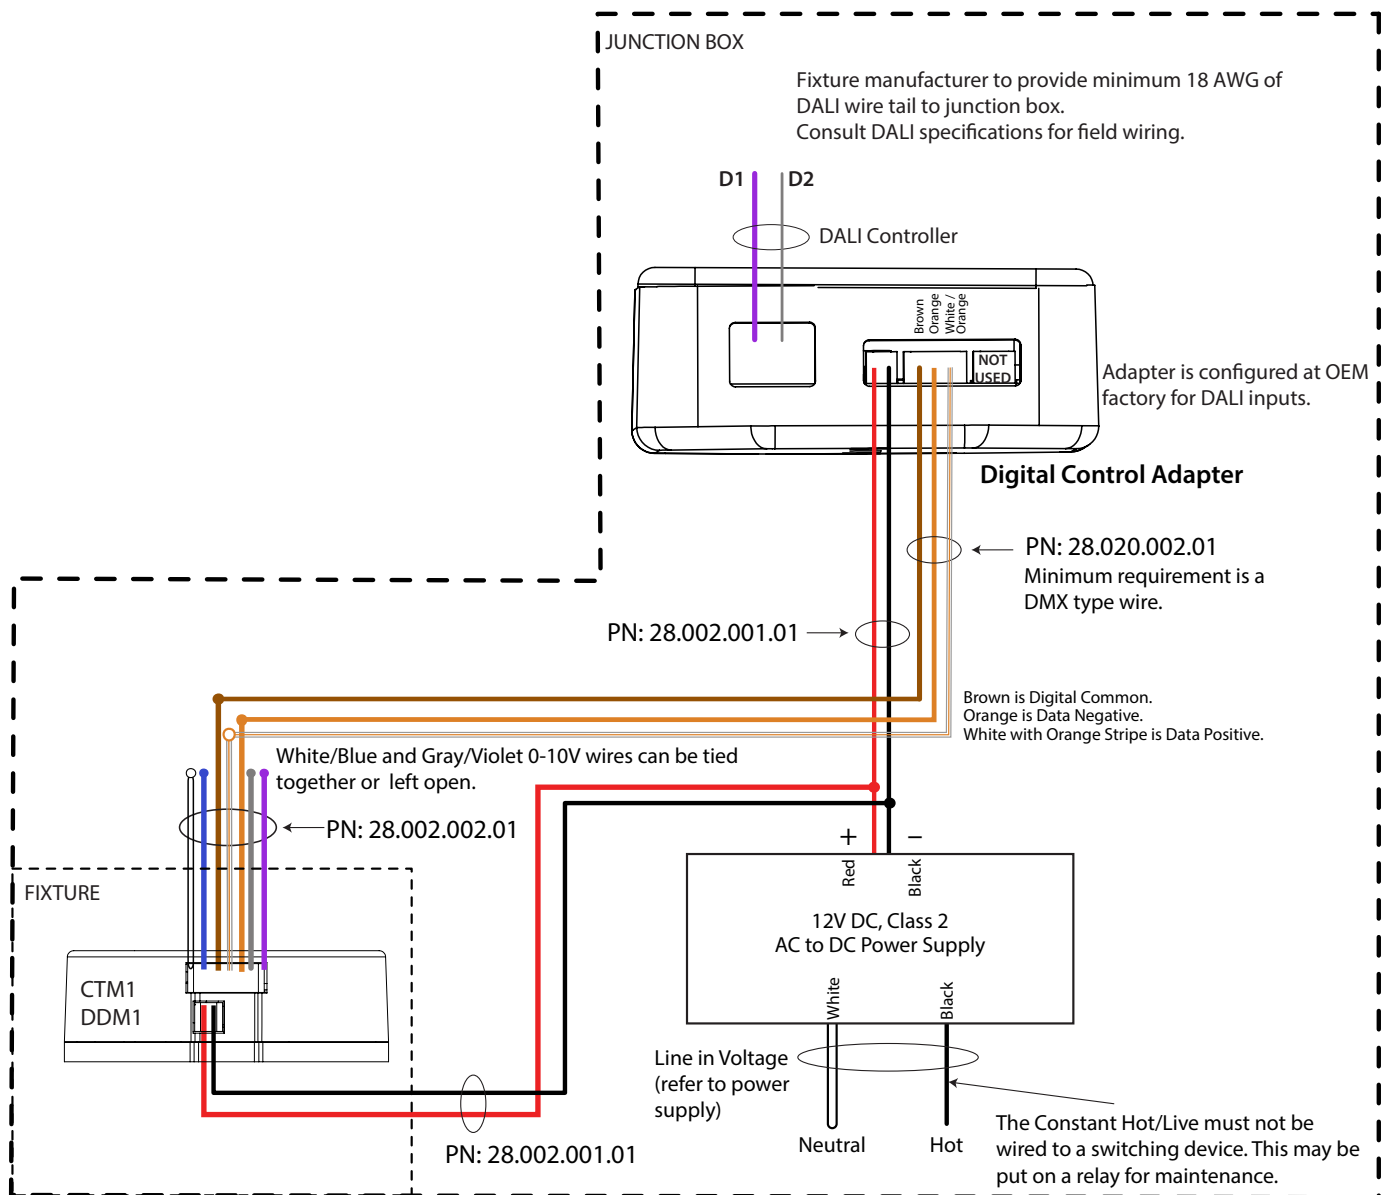 JUNCTION BOX
Fixture manufacturer to provide minimum 18 AWG of
DALI wire tail to junction box.
Consult DALI specifications for field wiring.
D1
D2
DALI Controller
Brown
Orange
White /
Orange
NOT
USED
Adapter is configured at OEM
factory for DALI inputs.
Digital Control Adapter
PN: 28.020.002.01
Minimum requirement is a
DMX type wire.
PN: 28.002.001.01
Brown is Digital Common.
Orange is Data Negative.
White with Orange Stripe is Data Positive.
White/Blue and Gray/Violet 0-10V wires can be tied
together or left open.
PN: 28.002.002.01
+
–
Red
Black
12V DC, Class 2
AC to DC Power Supply
White
Black
FIXTURE
CTM1
DDM1
Line in Voltage
(refer to power
supply)
Neutral
Hot
The Constant Hot/Live must not be
wired to a switching device. This may be
put on a relay for maintenance.
PN: 28.002.001.01